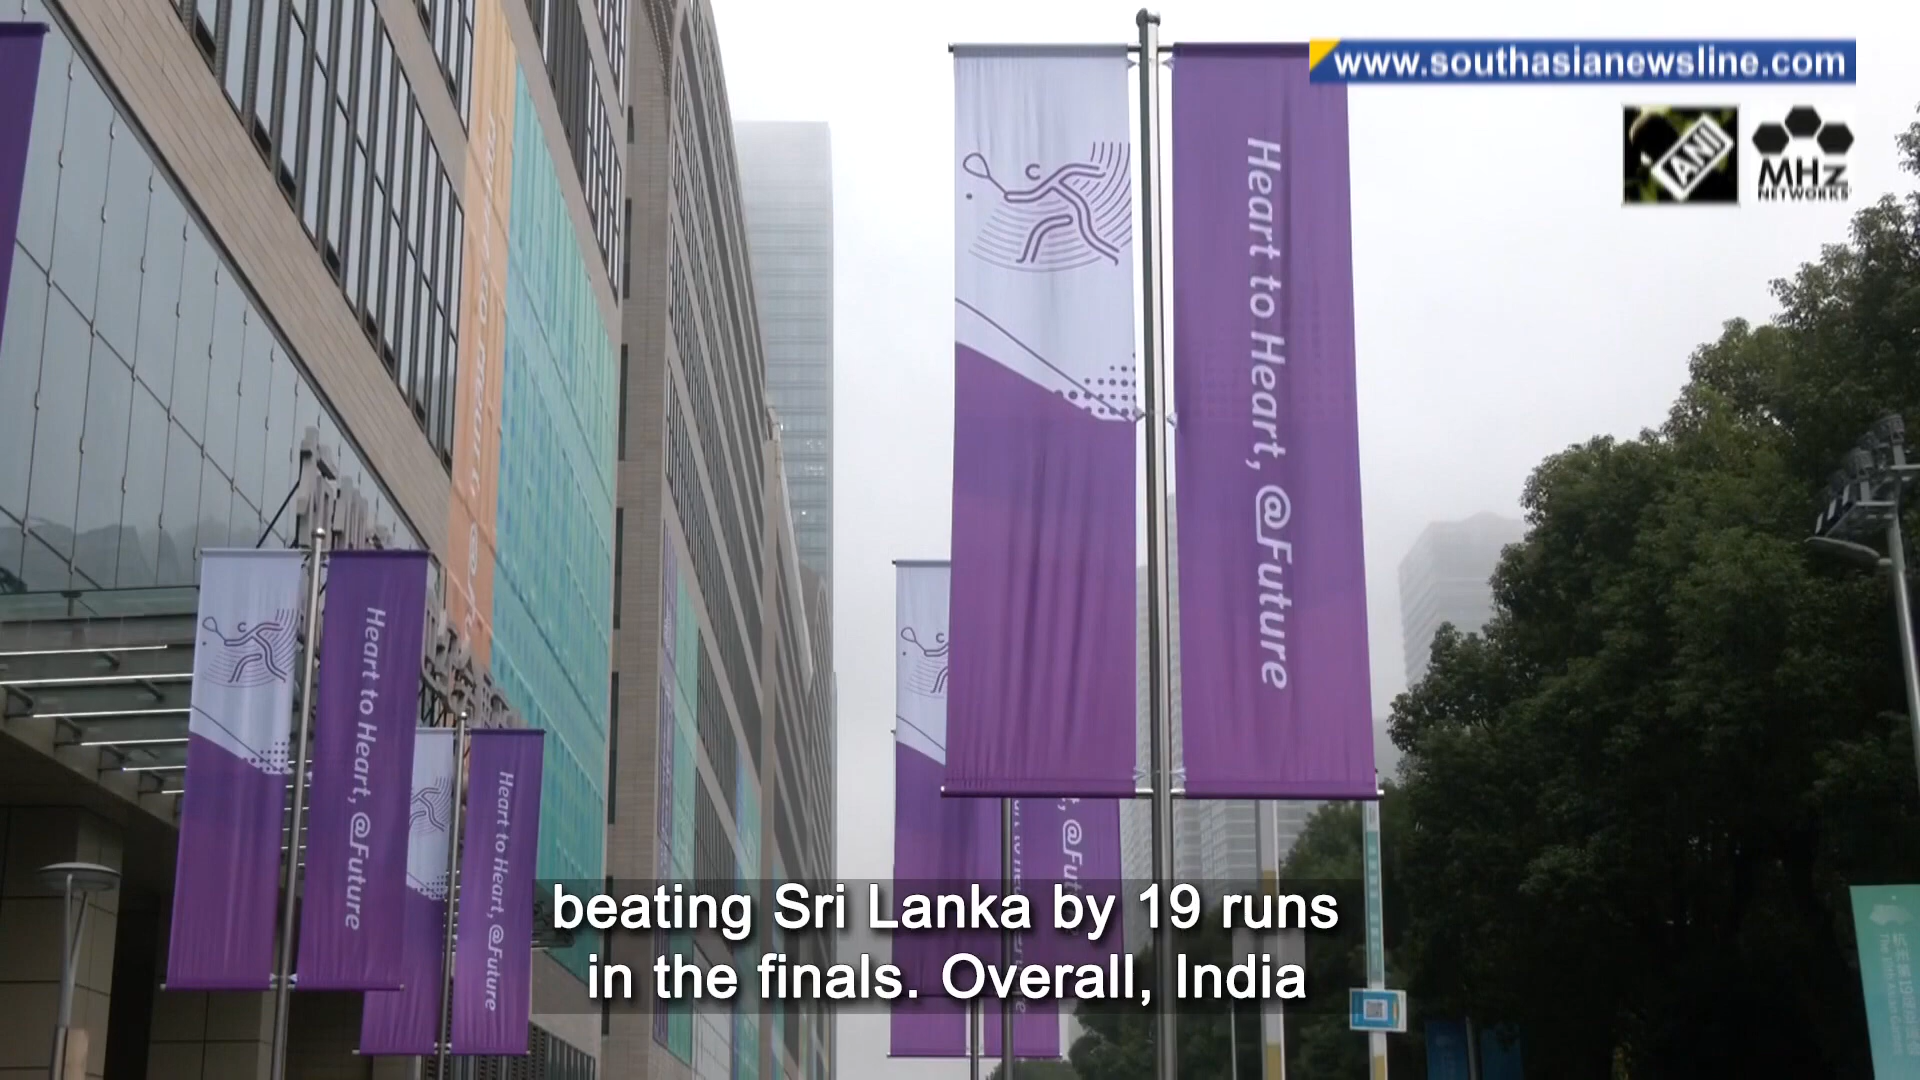 www.southasianewsline.com
ANI
MHz
NETWORKS
Heart to Heart, @Future
Heart to Heart, @Future
Heart to Heart, @Future
@Futu
beating Sri Lanka by 19 runs
in the finals. Overall, India